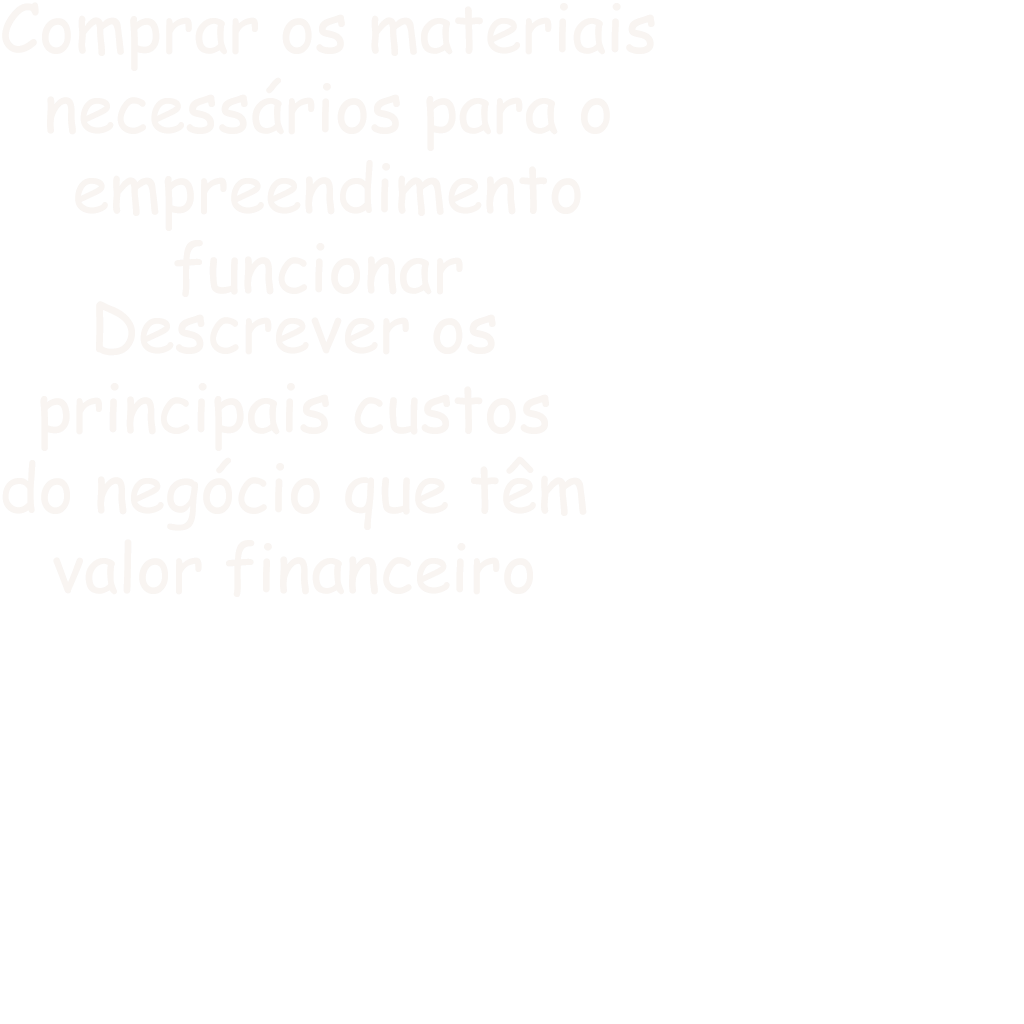 Comprar os materiais
necessários para o
empreendimento
funcionar
Descrever os
principais custos
do negócio que têm
valor financeiro